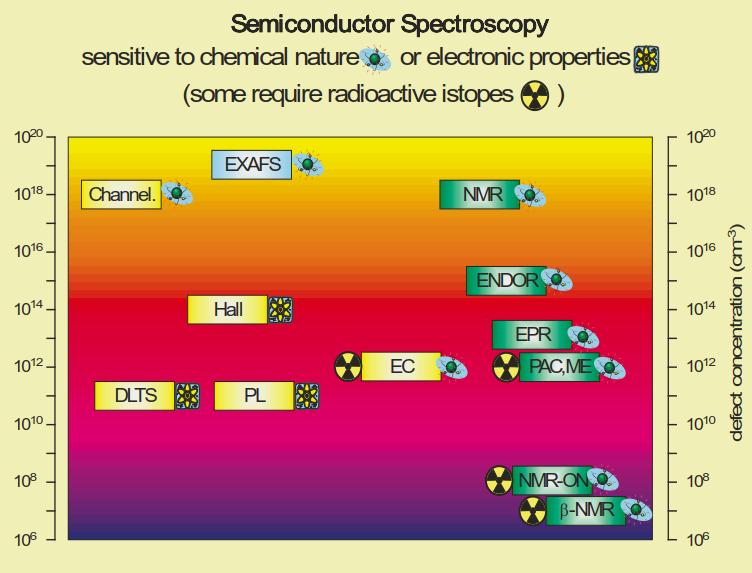 Semiconductor Spectroscopy
sensitive to chemical nature or electronic properties
(some require radioactive istopes )
10^20
10^18
10^16
10^14
10^12
10^10
10^8
10^6
EXAFS
Channel.
NMR
ENDOR
Hall
EPR
EC
PAC,ME
DLTS
PL
NMR-ON
β-NMR
10^20
10^18
10^16
10^14
10^12
10^10
10^8
10^6
defect concentration (cm^-3)